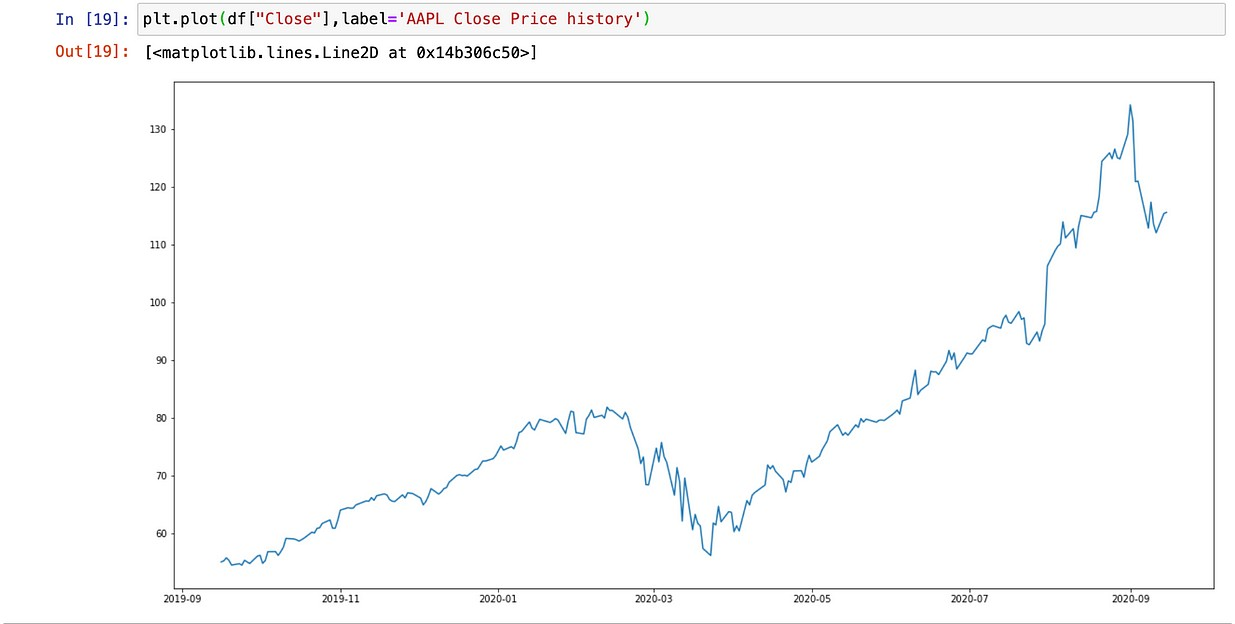 In [19]: plt.plot(df["Close"],label='AAPL Close Price history')
Out[19]: [<matplotlib.lines.Line2D at 0x14b306c50>]
130
120
110
100
90
80
70
60
2019-09 2019-11 2020-01 2020-03 2020-05 2020-07 2020-09